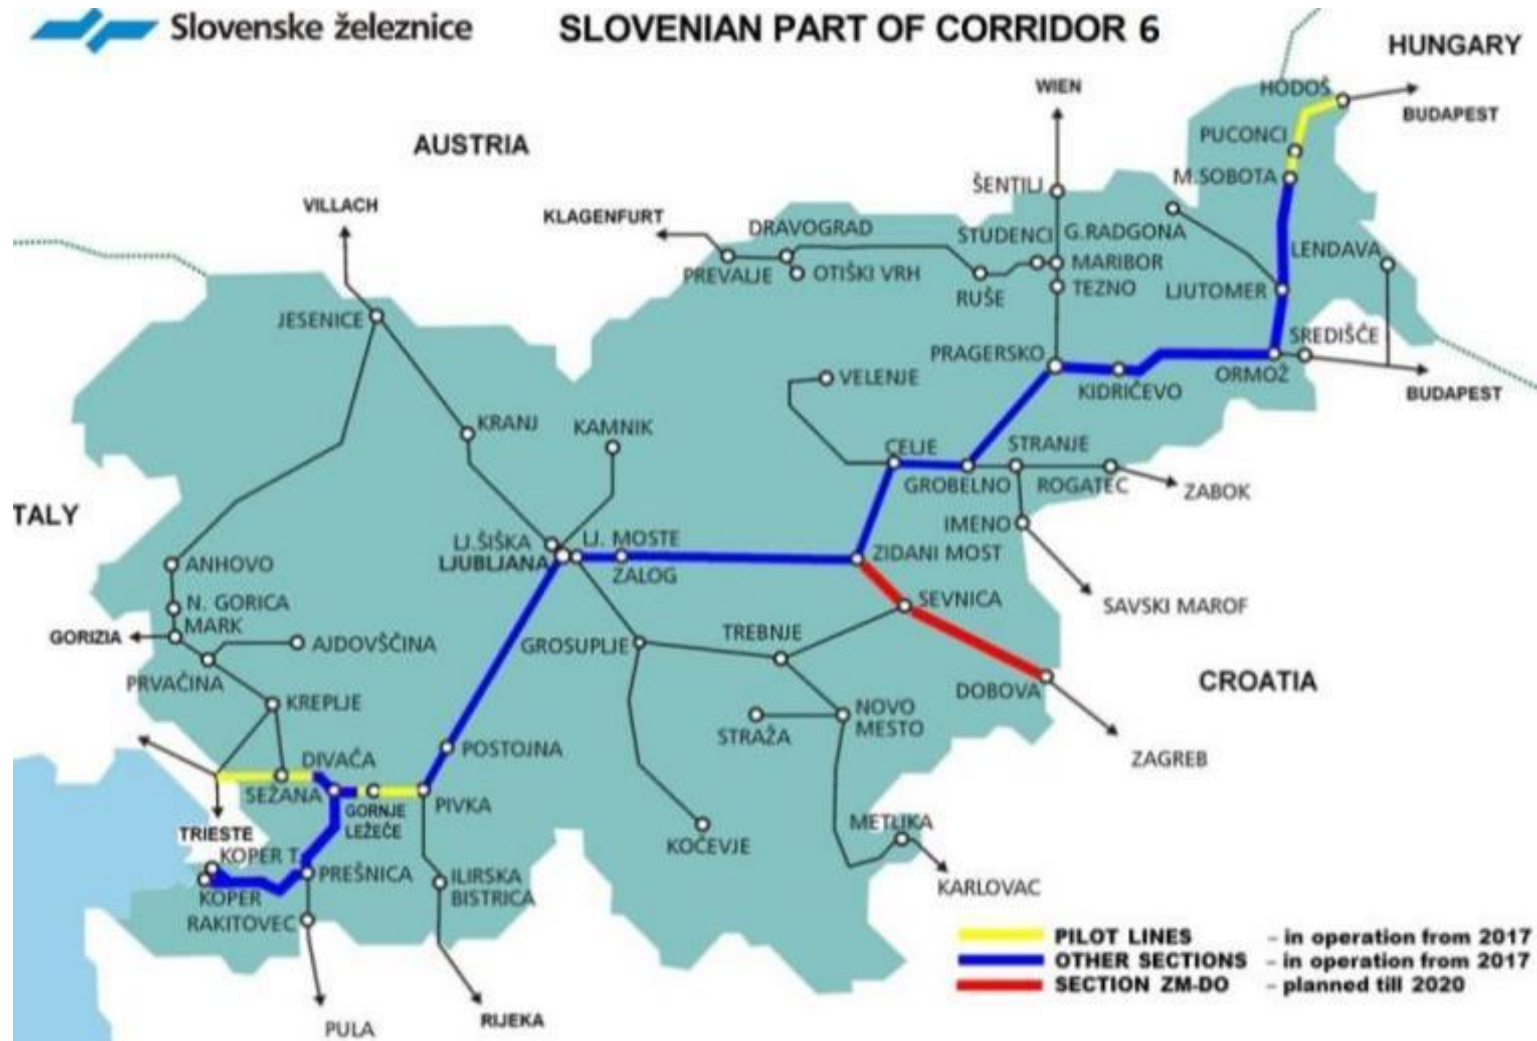 Slovenske železnice
SLOVENIAN PART OF CORRIDOR 6
HUNGARY
HODOŠ
WIEN
BUDAPEST
AUSTRIA
PUCONCI
M.SOBOTA
ŠENTILJ
VILLACH
KLAGENFURT
DRAVOGRAD
STUDENCI
G.RADGONA
LENDAVA
PREVALJE
OTIŠKI VRH
MARIBOR
RUŠE
TEZNO
LJUTOMER
JESENICE
SREDIŠĆE
PRAGERSKO
ORMOŽ
VELENJE
KIDRIČEVO
BUDAPEST
KRANJ
KAMNIK
CELJE
STRANJE
GROBELNO
ROGATEC
ZABOK
TALY
IMENO
LJ.ŠIŠKA
LJ. MOSTE
LJUBLJANA
ZALOG
ZIDANI MOST
ANHOVO
SAVSKI MAROF
SEVNICA
N. GORICA
MARK
GORIZIA
AJDOVŠČINA
GROSUPLJE
TREBNJE
PRVAČINA
CROATIA
DOBOVA
KREPLJE
NOVO
MESTO
STRAŽA
POSTOJNA
ZAGREB
DIVAČA
SEŽANA
GORNJE
LEŽEČE
PIVKA
TRIESTE
METLIKA
KOČEVJE
KOPER T.
PREŠNICA
ILIRSKA
BISTRICA
KOPER
KARLOVAC
RAKITOVEC
PILOT LINES – in operation from 2017
OTHER SECTIONS – in operation from 2017
SECTION ZM-DO – planned till 2020
PULA
RIJEKA